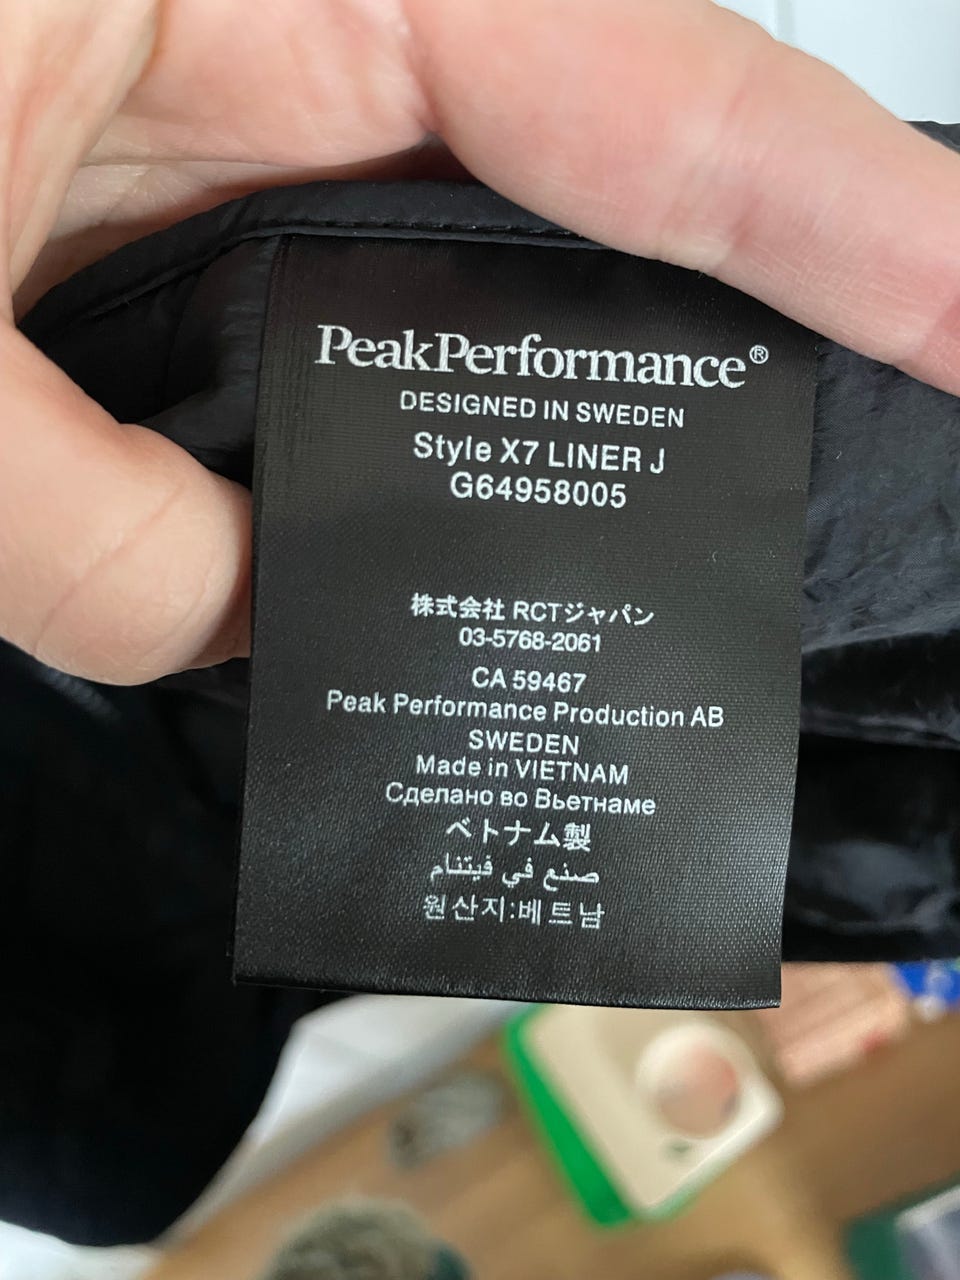 PeakPerformance®
DESIGNED IN SWEDEN
Style X7 LINER J
G64958005
株式会社 RCTジャパン
03-5768-2061
CA 59467
Peak Performance Production AB
SWEDEN
Made in VIETNAM
Сделано во Вьетнаме
ベトナム製
صنع في فيتنام
원산지:베트남